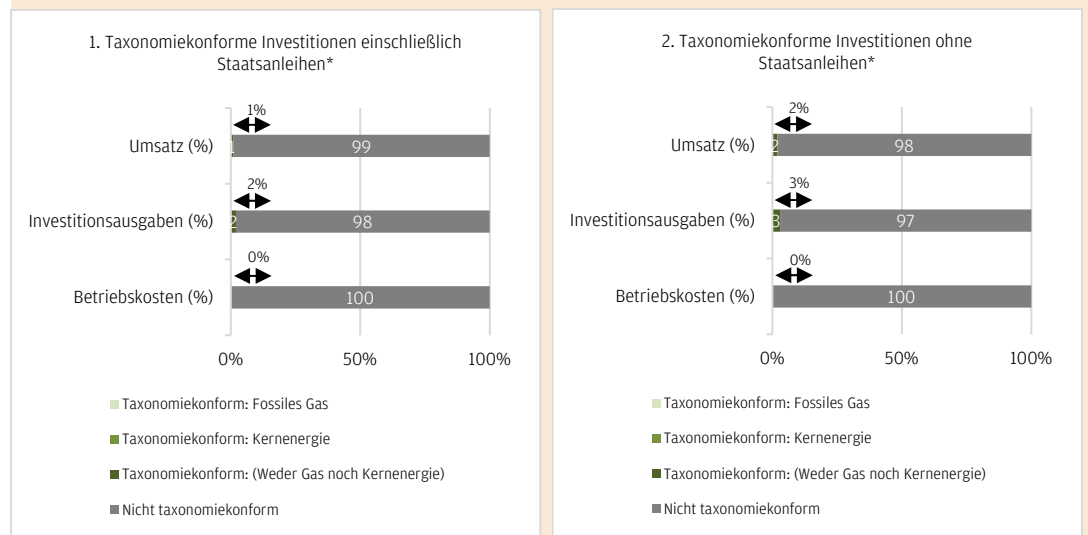 1. Taxonomiekonforme Investitionen einschließlich
Staatsanleihen*
1%
Umsatz (%)
1
99
2%
Investitionsausgaben (%)
2
98
0%
Betriebskosten (%)
100
0%
50%
100%
Taxonomiekonform: Fossiles Gas
Taxonomiekonform: Kernenergie
Taxonomiekonform: (Weder Gas noch Kernenergie)
Nicht taxonomiekonform
2. Taxonomiekonforme Investitionen ohne
Staatsanleihen*
2%
Umsatz (%)
2
98
3%
Investitionsausgaben (%)
3
97
0%
Betriebskosten (%)
100
0%
50%
100%
Taxonomiekonform: Fossiles Gas
Taxonomiekonform: Kernenergie
Taxonomiekonform: (Weder Gas noch Kernenergie)
Nicht taxonomiekonform